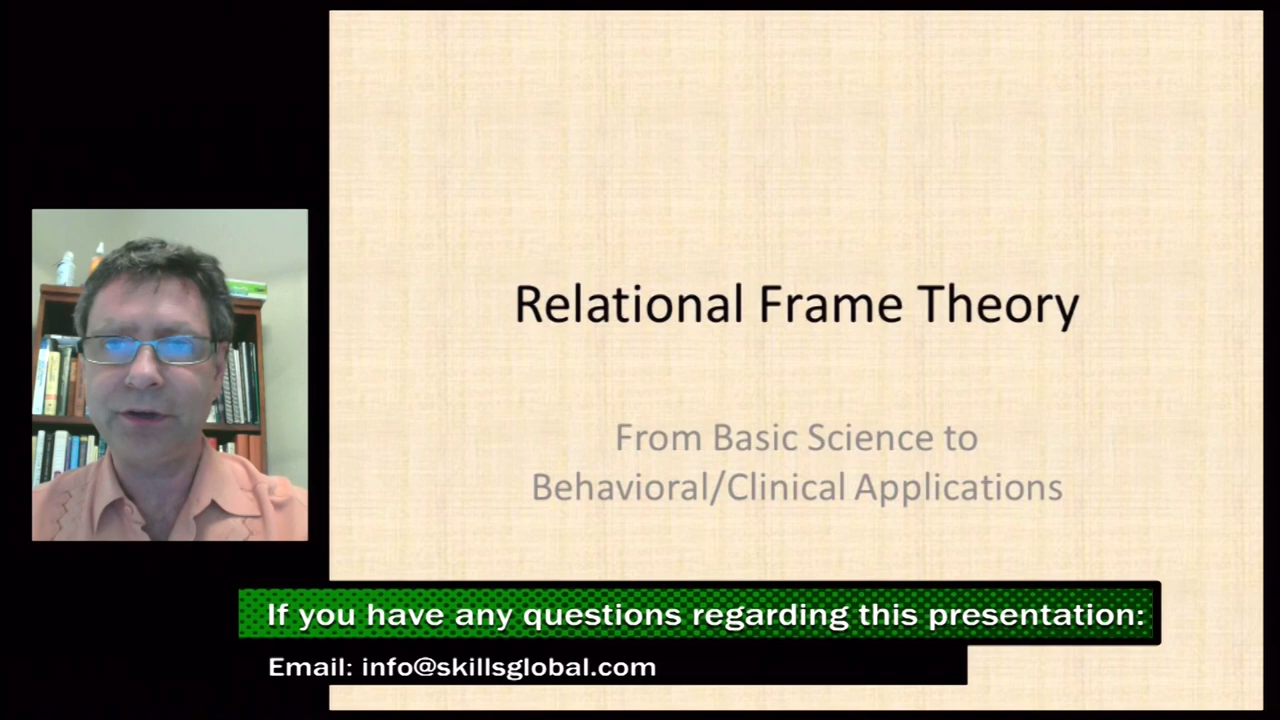 Relational Frame Theory
From Basic Science to
Behavioral/Clinical Applications
If you have any questions regarding this presentation:
Email: info@skillsglobal.com